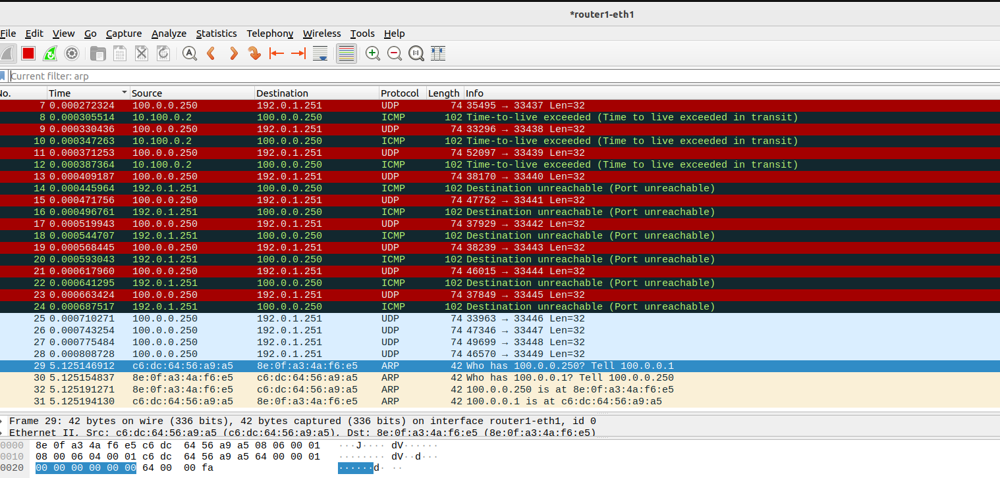 *router1-eth1
File Edit View Go Capture Analyze Statistics Telephony Wireless Tools Help
Current filter: arp
No. Time Source Destination Protocol Length Info
7 0.000272324 100.0.0.250 192.0.1.251 UDP 74 35495 → 33437 Len=32
8 0.000305514 10.100.0.2 100.0.0.250 ICMP 102 Time-to-live exceeded (Time to live exceeded in transit)
9 0.000330436 100.0.0.250 192.0.1.251 UDP 74 33296 → 33438 Len=32
10 0.000347263 10.100.0.2 100.0.0.250 ICMP 102 Time-to-live exceeded (Time to live exceeded in transit)
11 0.000371253 100.0.0.250 192.0.1.251 UDP 74 52097 → 33439 Len=32
12 0.000387364 10.100.0.2 100.0.0.250 ICMP 102 Time-to-live exceeded (Time to live exceeded in transit)
13 0.000409187 100.0.0.250 192.0.1.251 UDP 74 38170 → 33440 Len=32
14 0.000445964 192.0.1.251 100.0.0.250 ICMP 102 Destination unreachable (Port unreachable)
15 0.000471756 100.0.0.250 192.0.1.251 UDP 74 47752 → 33441 Len=32
16 0.000496761 192.0.1.251 100.0.0.250 ICMP 102 Destination unreachable (Port unreachable)
17 0.000519943 100.0.0.250 192.0.1.251 UDP 74 37929 → 33442 Len=32
18 0.000544707 192.0.1.251 100.0.0.250 ICMP 102 Destination unreachable (Port unreachable)
19 0.000568445 100.0.0.250 192.0.1.251 UDP 74 38239 → 33443 Len=32
20 0.000593043 192.0.1.251 100.0.0.250 ICMP 102 Destination unreachable (Port unreachable)
21 0.000617960 100.0.0.250 192.0.1.251 UDP 74 46015 → 33444 Len=32
22 0.000641295 192.0.1.251 100.0.0.250 ICMP 102 Destination unreachable (Port unreachable)
23 0.000663424 100.0.0.250 192.0.1.251 UDP 74 37849 → 33445 Len=32
24 0.000687517 192.0.1.251 100.0.0.250 ICMP 102 Destination unreachable (Port unreachable)
25 0.000710271 100.0.0.250 192.0.1.251 UDP 74 33963 → 33446 Len=32
26 0.000743254 100.0.0.250 192.0.1.251 UDP 74 47346 → 33447 Len=32
27 0.000775484 100.0.0.250 192.0.1.251 UDP 74 49699 → 33448 Len=32
28 0.000808728 100.0.0.250 192.0.1.251 UDP 74 46570 → 33449 Len=32
29 5.125146912 c6:dc:64:56:a9:a5 8e:0f:a3:4a:f6:e5 ARP 42 Who has 100.0.0.250? Tell 100.0.0.1
30 5.125154837 8e:0f:a3:4a:f6:e5 c6:dc:64:56:a9:a5 ARP 42 Who has 100.0.0.1? Tell 100.0.0.250
32 5.125191271 8e:0f:a3:4a:f6:e5 c6:dc:64:56:a9:a5 ARP 42 100.0.0.250 is at 8e:0f:a3:4a:f6:e5
31 5.125194130 c6:dc:64:56:a9:a5 8e:0f:a3:4a:f6:e5 ARP 42 100.0.0.1 is at c6:dc:64:56:a9:a5
Frame 29: 42 bytes on wire (336 bits), 42 bytes captured (336 bits) on interface router1-eth1, id 0
Ethernet II, Src: c6:dc:64:56:a9:a5 (c6:dc:64:56:a9:a5), Dst: 8e:0f:a3:4a:f6:e5 (8e:0f:a3:4a:f6:e5)
0000 8e 0f a3 4a f6 e5 c6 dc 64 56 a9 a5 08 06 00 01 ···J···· dV······
0010 08 00 06 04 00 01 c6 dc 64 56 a9 a5 64 00 00 01 ········ dV··d···
0020 00 00 00 00 00 00 64 00 00 fa ······d· ··